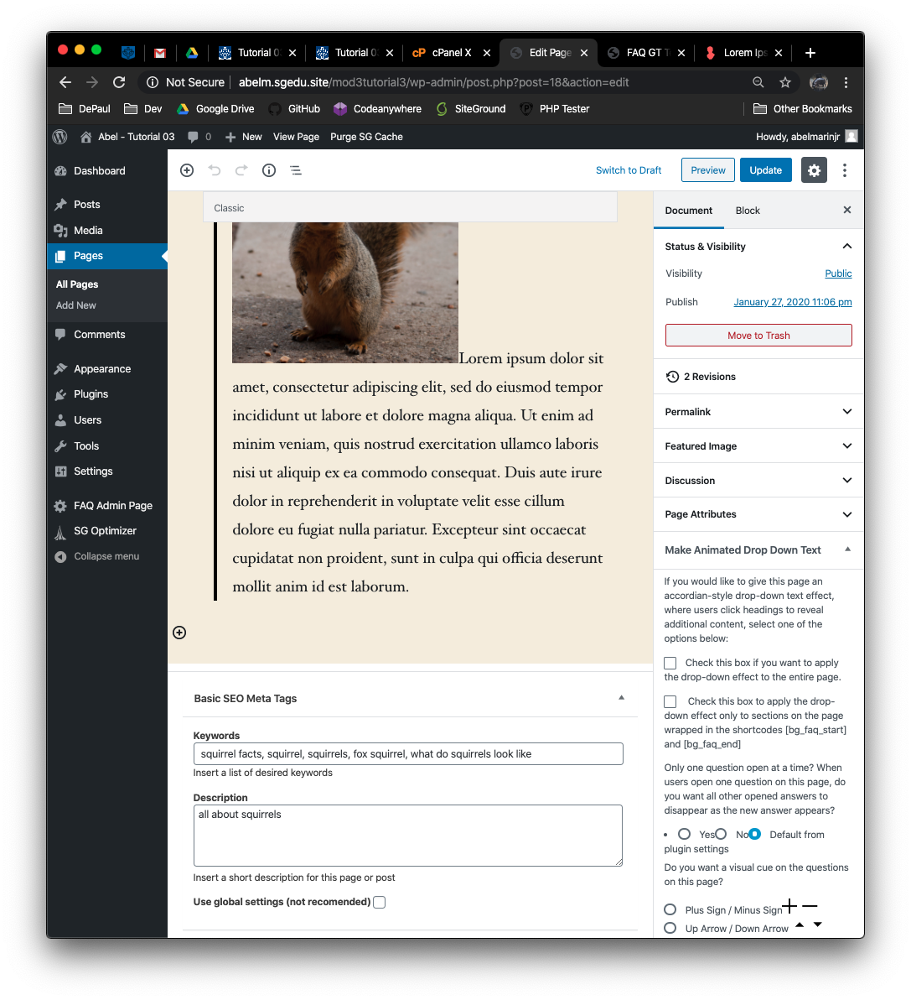 Tutorial 0
Tutorial 03
cP cPanel X
Edit Page
FAQ GT T
Lorem Ips
Not Secure
abelm.sgedu.site/mod3tutorial3/wp-admin/post.php?post=18&action=edit
DePaul
Dev
Google Drive
GitHub
Codeanywhere
SiteGround
PHP Tester
Other Bookmarks
Abel - Tutorial 03
0
New
View Page
Purge SG Cache
Howdy, abelmarinjr
Dashboard
Posts
Media
Pages
All Pages
Add New
Comments
Appearance
Plugins
Users
Tools
Settings
FAQ Admin Page
SG Optimizer
Collapse menu
Switch to Draft
Preview
Update
Classic
Lorem ipsum dolor sit
amet, consectetur adipiscing elit, sed do eiusmod tempor
incididunt ut labore et dolore magna aliqua. Ut enim ad
minim veniam, quis nostrud exercitation ullamco laboris
nisi ut aliquip ex ea commodo consequat. Duis aute irure
dolor in reprehenderit in voluptate velit esse cillum
dolore eu fugiat nulla pariatur. Excepteur sint occaecat
cupidatat non proident, sunt in culpa qui officia deserunt
mollit anim id est laborum.
Basic SEO Meta Tags
Keywords
squirrel facts, squirrel, squirrels, fox squirrel, what do squirrels look like
Insert a list of desired keywords
Description
all about squirrels
Insert a short description for this page or post
Use global settings (not recomended)
Document
Block
Status & Visibility
Visibility
Public
Publish
January 27, 2020 11:06 pm
Move to Trash
2 Revisions
Permalink
Featured Image
Discussion
Page Attributes
Make Animated Drop Down Text
If you would like to give this page an
accordian-style drop-down text effect,
where users click headings to reveal
additional content, select one of the
options below:
Check this box if you want to apply
the drop-down effect to the entire page.
Check this box to apply the drop-
down effect only to sections on the page
wrapped in the shortcodes [bg_faq_start]
and [bg_faq_end]
Only one question open at a time? When
users open one question on this page, do
you want all other opened answers to
disappear as the new answer appears?
Yes No Default from
plugin settings
Do you want a visual cue on the questions
on this page?
Plus Sign / Minus Sign
Up Arrow / Down Arrow